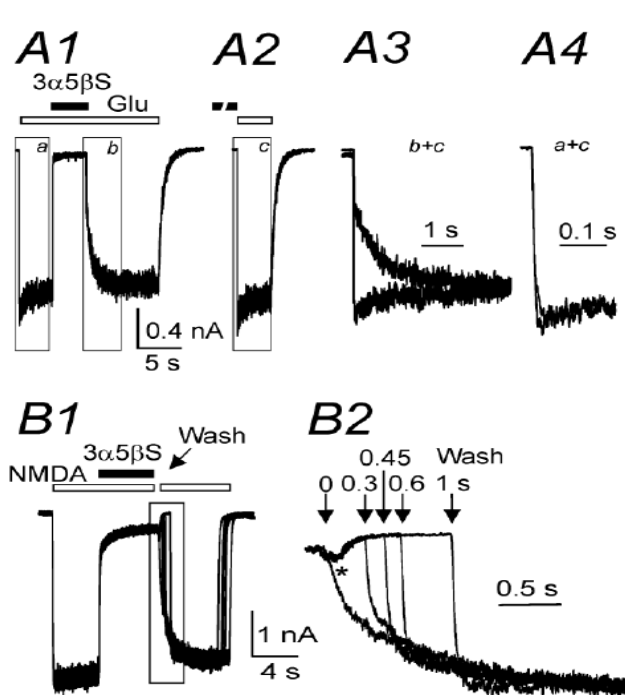 A1 A2 A3 A4
3α5βS
Glu
a b c b+c a+c
1 s 0.1 s
0.4 nA
5 s
B1 B2
Wash
3α5βS
NMDA
0.45 Wash
0 0.3 0.6 1 s
*
0.5 s
1 nA
4 s